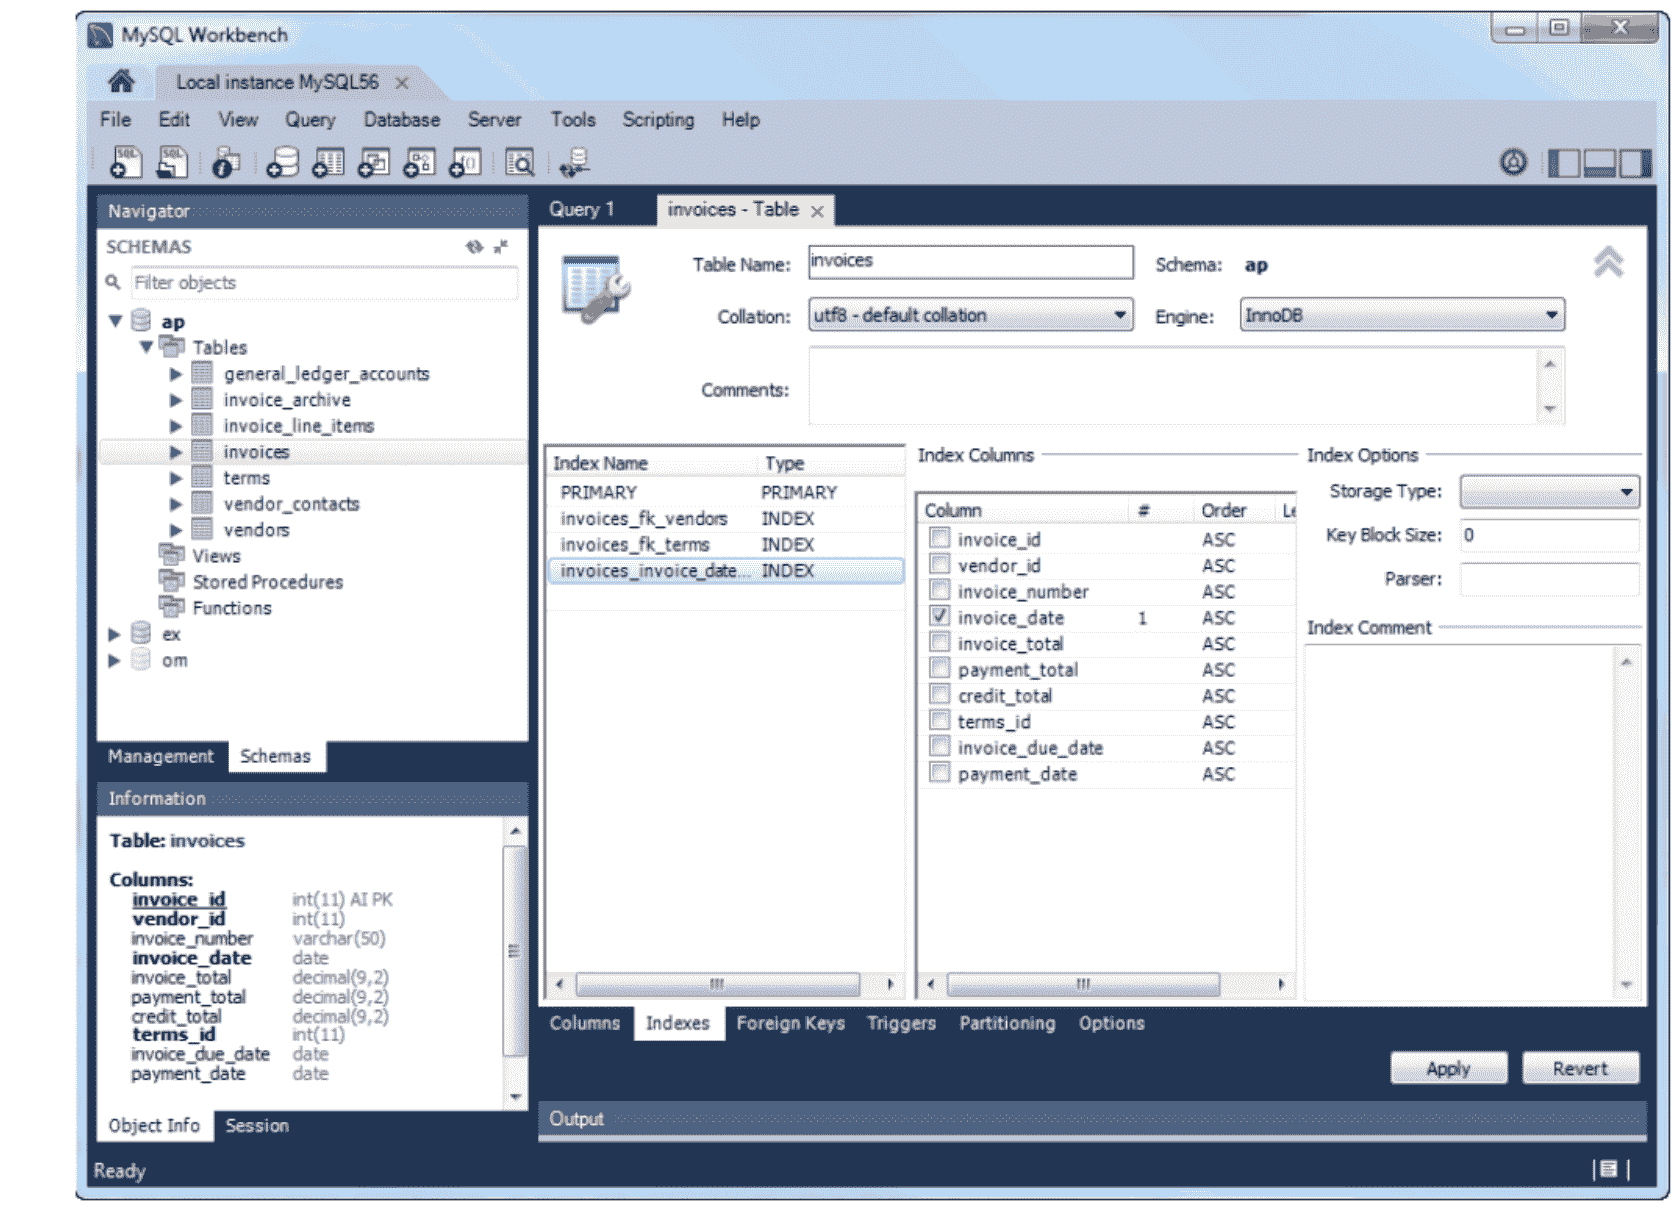 MySQL Workbench
Local instance MySQL56
File Edit View Query Database Server Tools Scripting Help
Navigator
SCHEMAS
Filter objects
ap
Tables
general_ledger_accounts
invoice_archive
invoice_line_items
invoices
terms
vendor_contacts
vendors
Views
Stored Procedures
Functions
ex
om
Management Schemas
Information
Table: invoices
Columns:
invoice_id int(11) AI PK
vendor_id int(11)
invoice_number varchar(50)
invoice_date date
invoice_total decimal(9,2)
payment_total decimal(9,2)
credit_total decimal(9,2)
terms_id int(11)
invoice_due_date date
payment_date date
Object Info Session
Query 1 invoices - Table
Table Name: invoices Schema: ap
Collation: utf8 - default collation Engine: InnoDB
Comments:
Index Name Type
PRIMARY PRIMARY
invoices_fk_vendors INDEX
invoices_fk_terms INDEX
invoices_invoice_date... INDEX
Index Columns
Column # Order Le
invoice_id ASC
vendor_id ASC
invoice_number ASC
invoice_date 1 ASC
invoice_total ASC
payment_total ASC
credit_total ASC
terms_id ASC
invoice_due_date ASC
payment_date ASC
Index Options
Storage Type:
Key Block Size: 0
Parser:
Index Comment
Columns Indexes Foreign Keys Triggers Partitioning Options
Apply Revert
Output
Ready